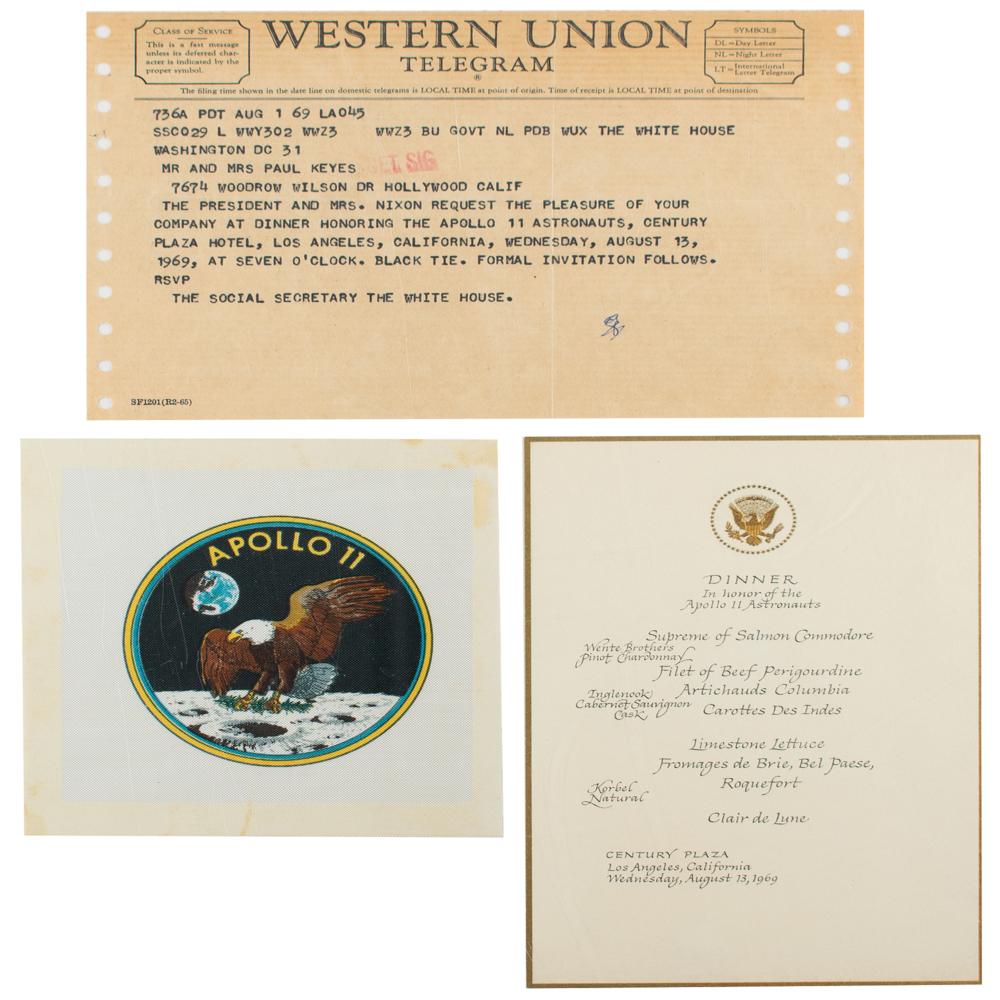 CLASS OF SERVICE
This is a fast message
unless its deferred char-
acter is indicated by the
proper symbol.
WESTERN UNION
TELEGRAM
®
SYMBOLS
DL=Day Letter
NL=Night Letter
LT=International Letter Telegram
The filing time shown in the date line on domestic telegrams is LOCAL TIME at point of origin. Time of receipt is LOCAL TIME at point of destination
736A PDT AUG 1 69 LA045
SSC029 L WWY302 WWZ3 WWZ3 BU GOVT NL PDB WUX THE WHITE HOUSE
WASHINGTON DC 31
MR AND MRS PAUL KEYES
SIG
7674 WOODROW WILSON DR HOLLYWOOD CALIF
THE PRESIDENT AND MRS. NIXON REQUEST THE PLEASURE OF YOUR
COMPANY AT DINNER HONORING THE APOLLO 11 ASTRONAUTS, CENTURY
PLAZA HOTEL, LOS ANGELES, CALIFORNIA, WEDNESDAY, AUGUST 13,
1969, AT SEVEN O'CLOCK. BLACK TIE. FORMAL INVITATION FOLLOWS.
RSVP
THE SOCIAL SECRETARY THE WHITE HOUSE.
SF1201(R2-65)
APOLLO 11
DINNER
In honor of the
Apollo 11 Astronauts
Supreme of Salmon Commodore
Wente Brothers
Pinot Chardonnay
Filet of Beef Perigourdine
Artichauds Columbia
Carottes Des Indes
Inglenook
Cabernet Sauvignon
Cask
Limestone Lettuce
Fromages de Brie, Bel Paese,
Roquefort
Korbel
Natural
Clair de Lune
CENTURY PLAZA
Los Angeles, California
Wednesday, August 13, 1969